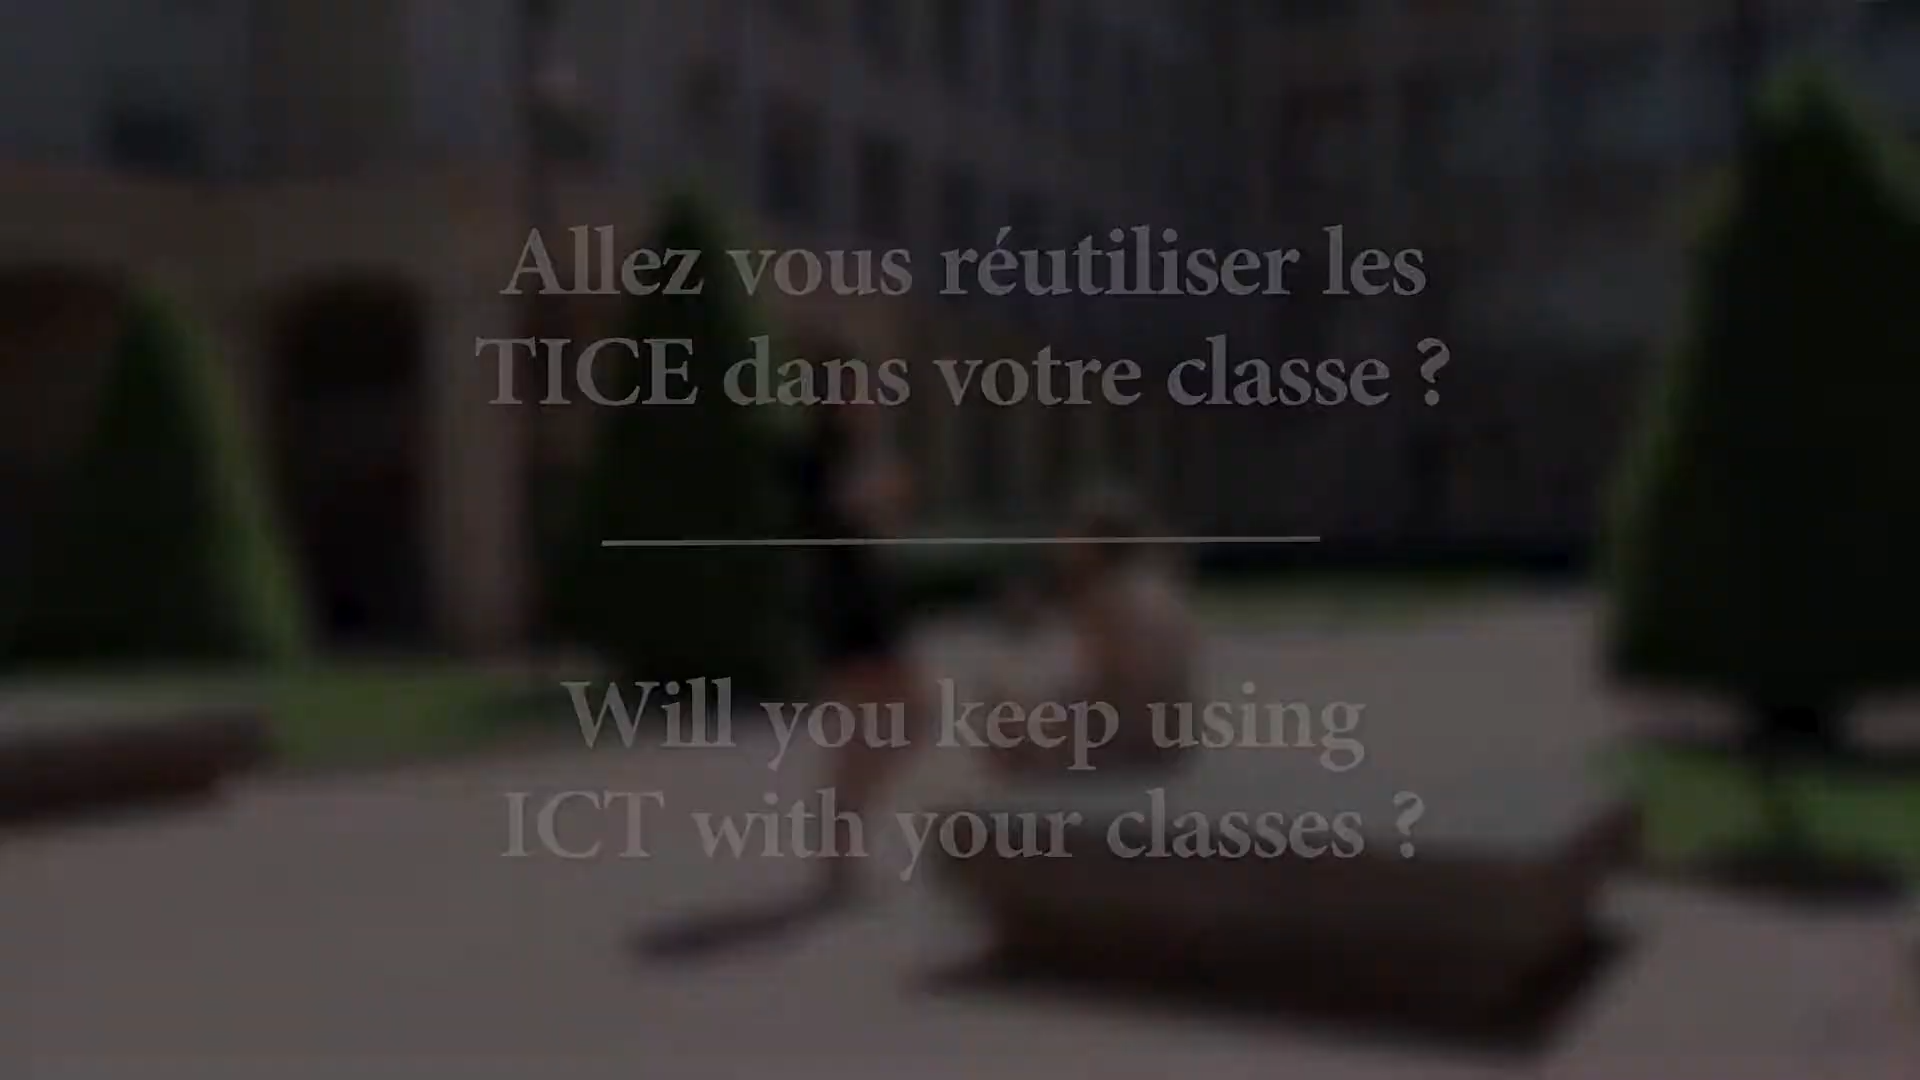 Allez vous réutiliser les
TICE dans votre classe ?
Will you keep using
ICT with your classes ?